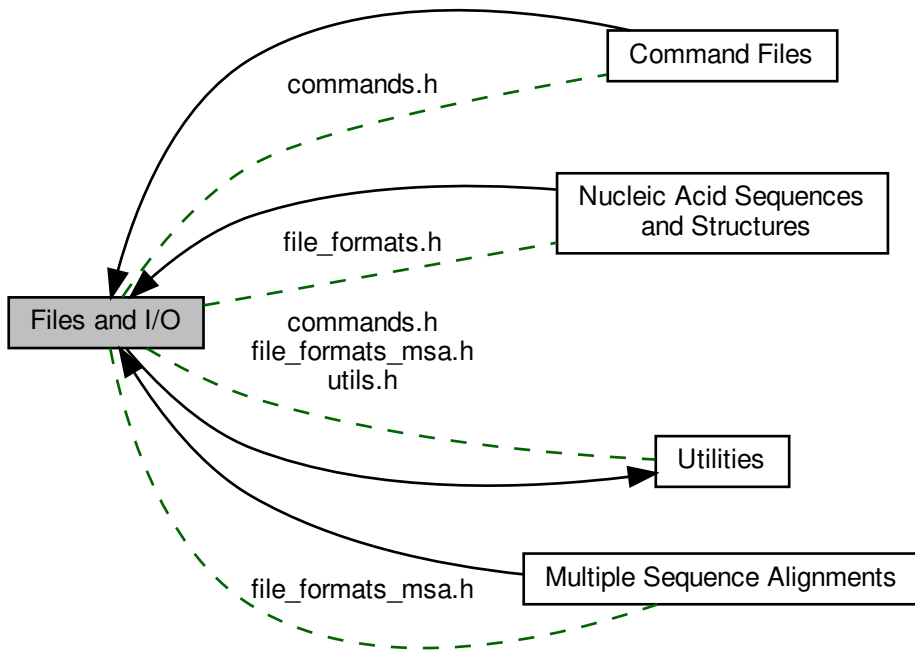 Command Files
commands.h
Nucleic Acid Sequences
and Structures
file_formats.h
Files and I/O
commands.h
file_formats_msa.h
utils.h
Utilities
Multiple Sequence Alignments
file_formats_msa.h